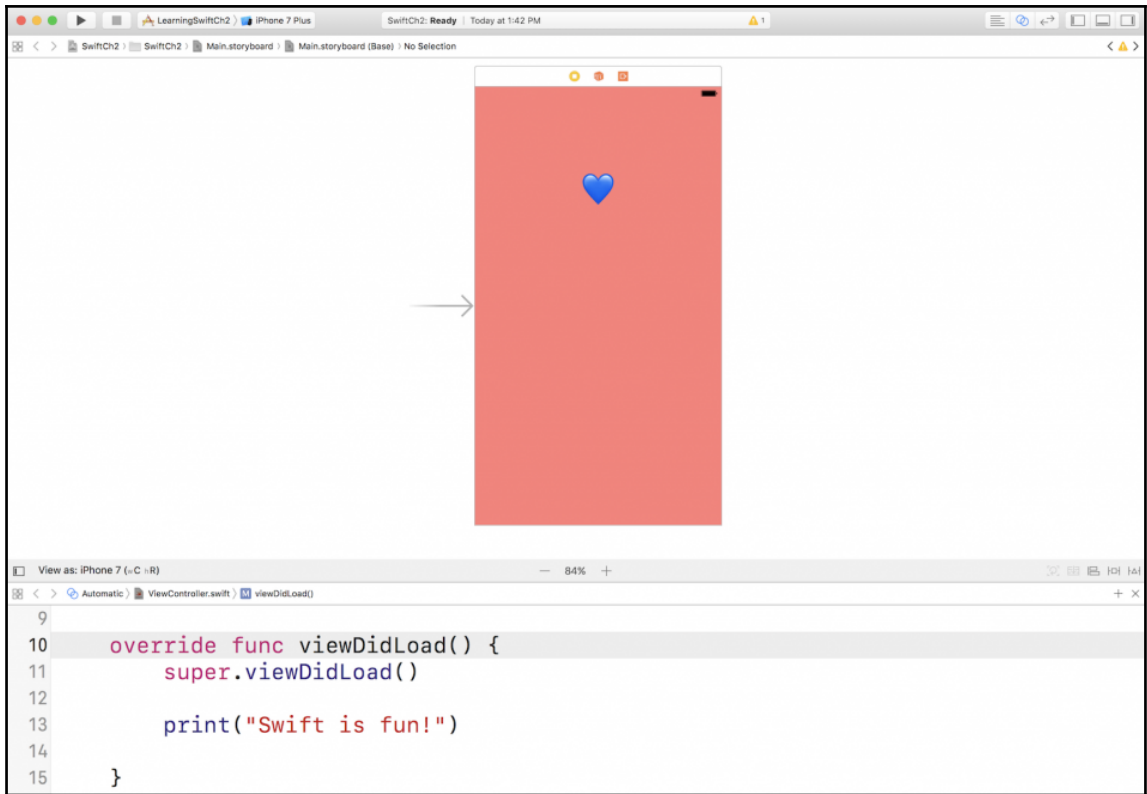 LearningSwiftCh2 〉 iPhone 7 Plus
SwiftCh2: Ready | Today at 1:42 PM
1
SwiftCh2 〉 SwiftCh2 〉 Main.storyboard 〉 Main.storyboard (Base) 〉 No Selection
View as: iPhone 7 (wC hR)
— 84% +
Automatic 〉 ViewController.swift 〉 M viewDidLoad()
9
10 override func viewDidLoad() {
11 super.viewDidLoad()
12
13 print("Swift is fun!")
14
15 }